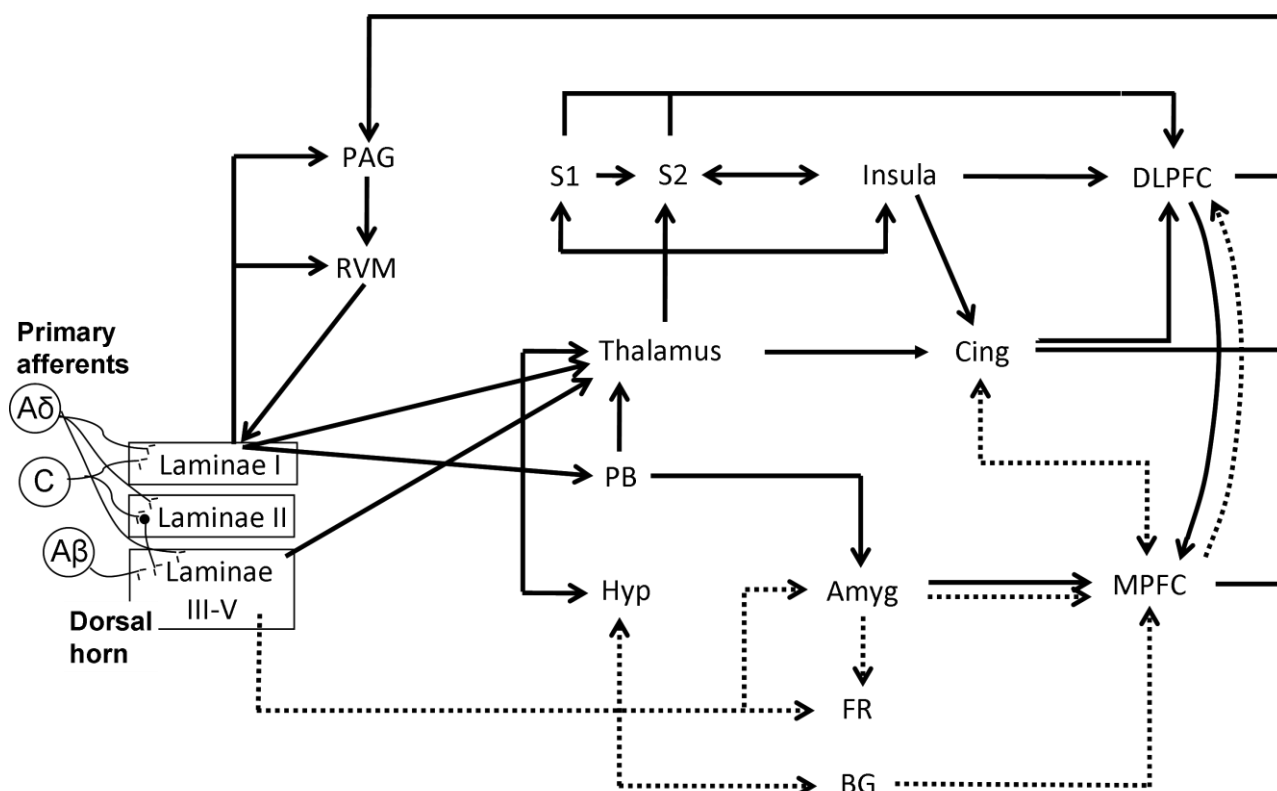 PAG
S1
S2
Insula
DLPFC
RVM
Primary
afferents
Thalamus
Cing
Aδ
Laminae I
C
PB
Laminae II
Aβ
Laminae
III-V
Hyp
Amyg
MPFC
Dorsal
horn
FR
BG